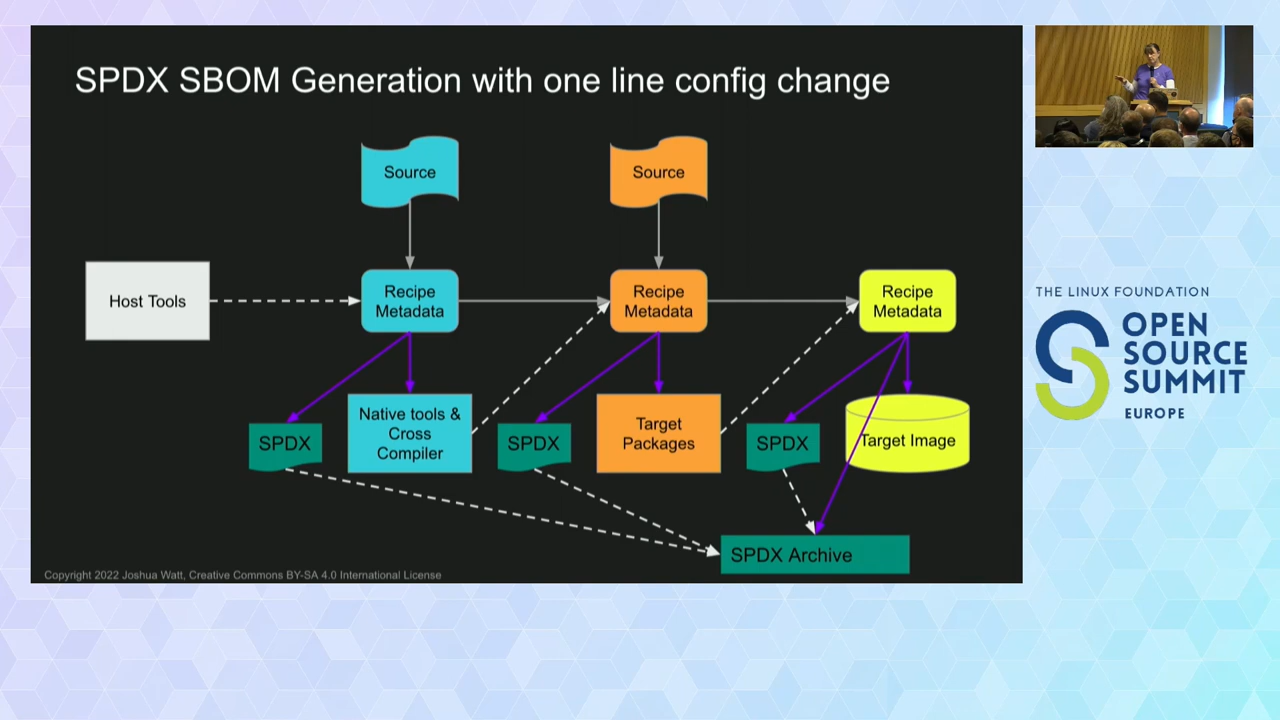 SPDX SBOM Generation with one line config change
Source
Source
Host Tools
Recipe
Metadata
Recipe
Metadata
Recipe
Metadata
SPDX
Native tools &
Cross
Compiler
SPDX
Target
Packages
SPDX
Target Image
SPDX Archive
Copyright 2022 Joshua Watt, Creative Commons BY-SA 4.0 International License
THE LINUX FOUNDATION
OPEN
SOURCE
SUMMIT
EUROPE